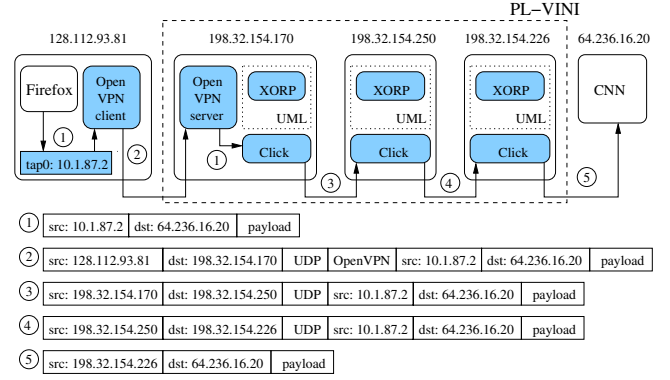 PL−VINI
128.112.93.81 198.32.154.170 198.32.154.250 198.32.154.226 64.236.16.20
Firefox
Open VPN client
Open VPN server
XORP
UML
XORP
UML
XORP
UML
CNN
1
tap0: 10.1.87.2
2
1
Click
3
Click
4
Click
5
1 src: 10.1.87.2 dst: 64.236.16.20 payload
2 src: 128.112.93.81 dst: 198.32.154.170 UDP OpenVPN src: 10.1.87.2 dst: 64.236.16.20 payload
3 src: 198.32.154.170 dst: 198.32.154.250 UDP src: 10.1.87.2 dst: 64.236.16.20 payload
4 src: 198.32.154.250 dst: 198.32.154.226 UDP src: 10.1.87.2 dst: 64.236.16.20 payload
5 src: 198.32.154.226 dst: 64.236.16.20 payload